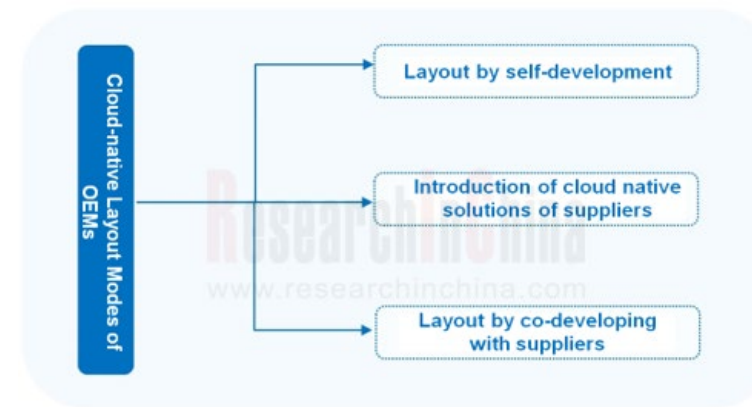 Cloud-native Layout Modes of
OEMs
Layout by self-development
Introduction of cloud native
solutions of suppliers
Layout by co-developing
with suppliers
ResearchInChina
www.researchinchina.com